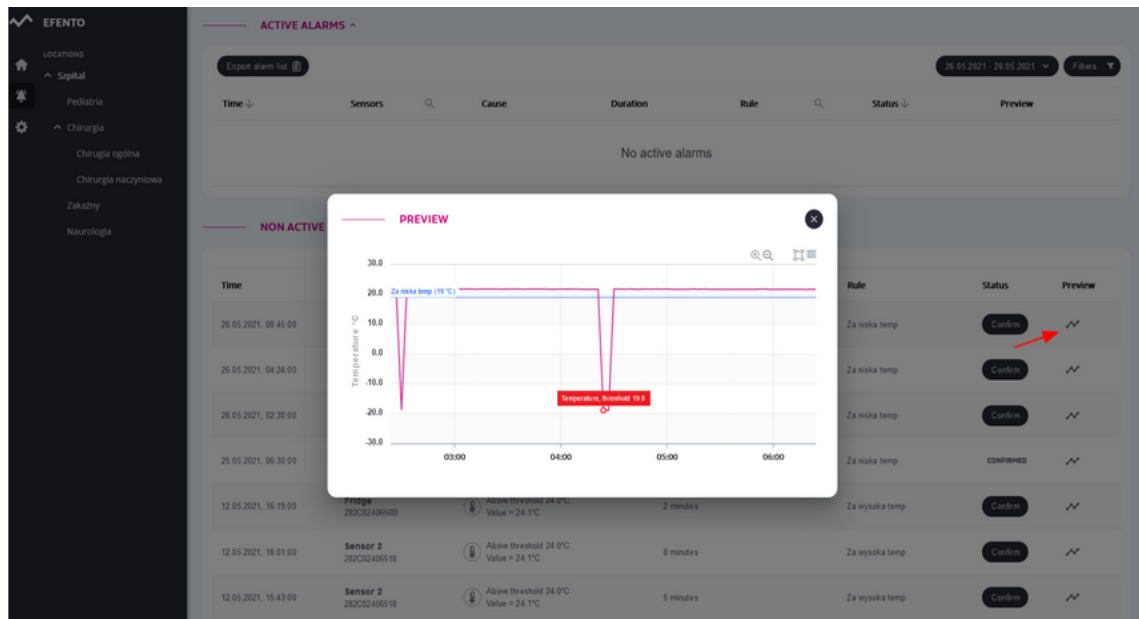 EFENTO
LOCATIONS
Szpital
Pediatria
Chirurgia
Chirugia ogólna
Chirurgia naczyniowa
Zakaźny
Naurologia
ACTIVE ALARMS
Export alarm list
26.05.2021 - 26.05.2021
Filters
Time Sensors Cause Duration Rule Status Preview
No active alarms
NON ACTIVE
PREVIEW
30.0
20.0
10.0
0.0
-10.0
-20.0
-30.0
Temperature °C
Za niska temp (19 °C)
Temperature, threshold 19.0
03:00 04:00 05:00 06:00
Time Rule Status Preview
26.05.2021, 08:45:00 Za niska temp Confirm
26.05.2021, 04:24:00 Za niska temp Confirm
26.05.2021, 02:30:00 Za niska temp Confirm
25.05.2021, 06:30:00 Za niska temp CONFIRMED
12.05.2021, 16:19:00 Fridge Above threshold 24.0°C 2 minutes Za wysoka temp Confirm
282C0240650B Value = 24.1°C
12.05.2021, 16:01:00 Sensor 2 Above threshold 24.0°C 8 minutes Za wysoka temp Confirm
282C02406518 Value = 24.1°C
12.05.2021, 15:43:00 Sensor 2 Above threshold 24.0°C 5 minutes Za wysoka temp Confirm
282C02406518 Value = 24.1°C